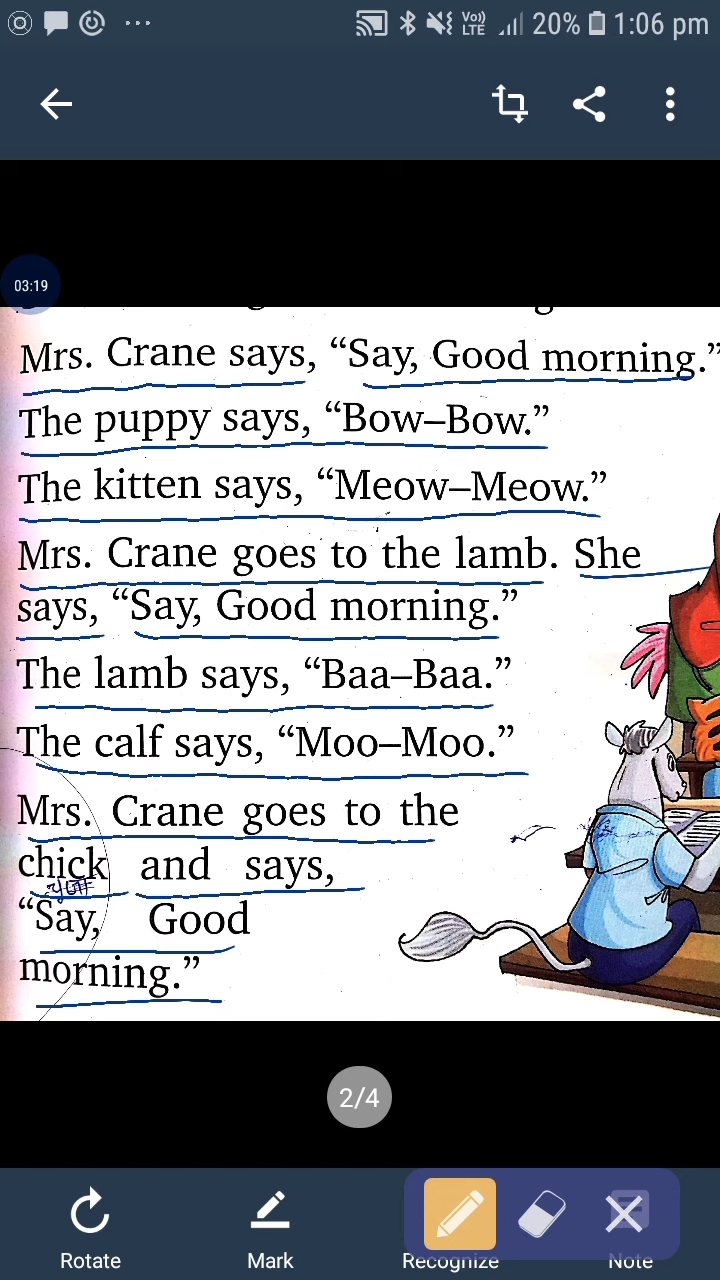 Vo))
LTE
20%
1:06 pm
03:19
Mrs. Crane says, “Say, Good morning.”
The puppy says, “Bow–Bow.”
The kitten says, “Meow–Meow.”
Mrs. Crane goes to the lamb. She
says, “Say, Good morning.”
The lamb says, “Baa–Baa.”
The calf says, “Moo–Moo.”
Mrs. Crane goes to the
chick and says,
“Say, Good
morning.”
2/4
Rotate
Mark
Recognize
Note